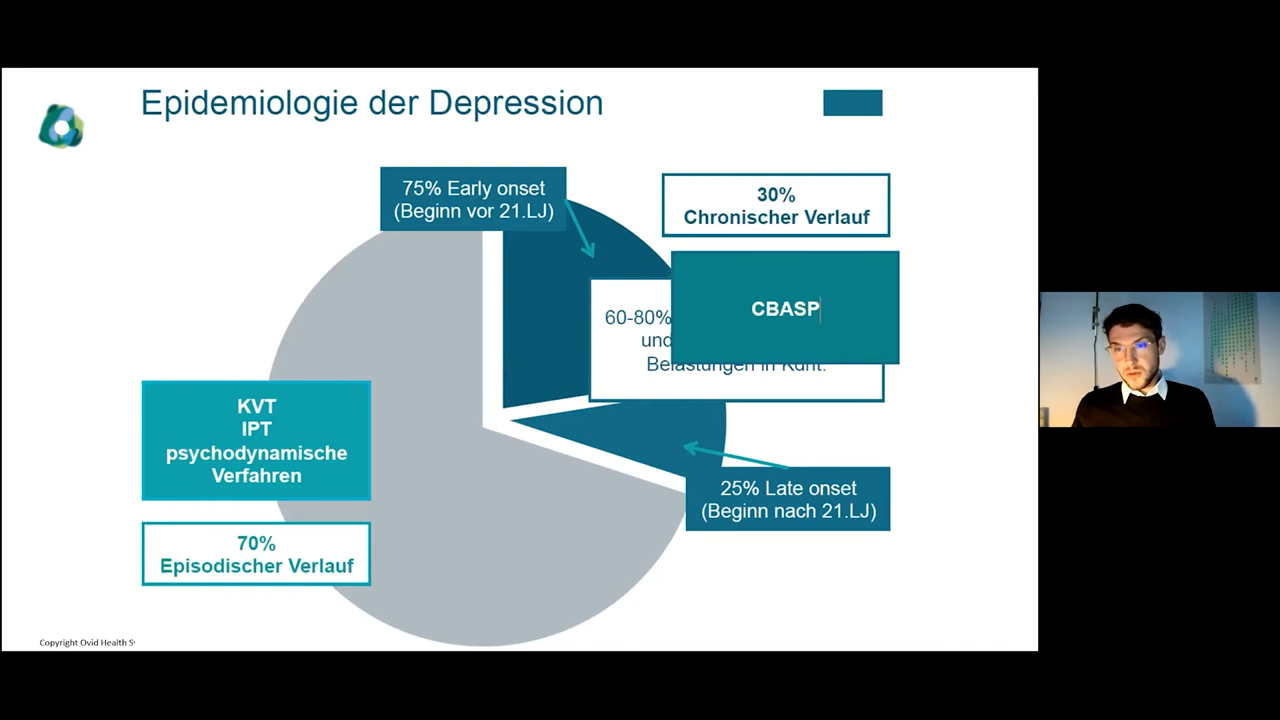 Epidemiologie der Depression
75% Early onset
(Beginn vor 21.LJ)
30%
Chronischer Verlauf
CBASP
60-80%
und
Belastungen in Kdht.
KVT
IPT
psychodynamische
Verfahren
25% Late onset
(Beginn nach 21.LJ)
70%
Episodischer Verlauf
Copyright Ovid Health